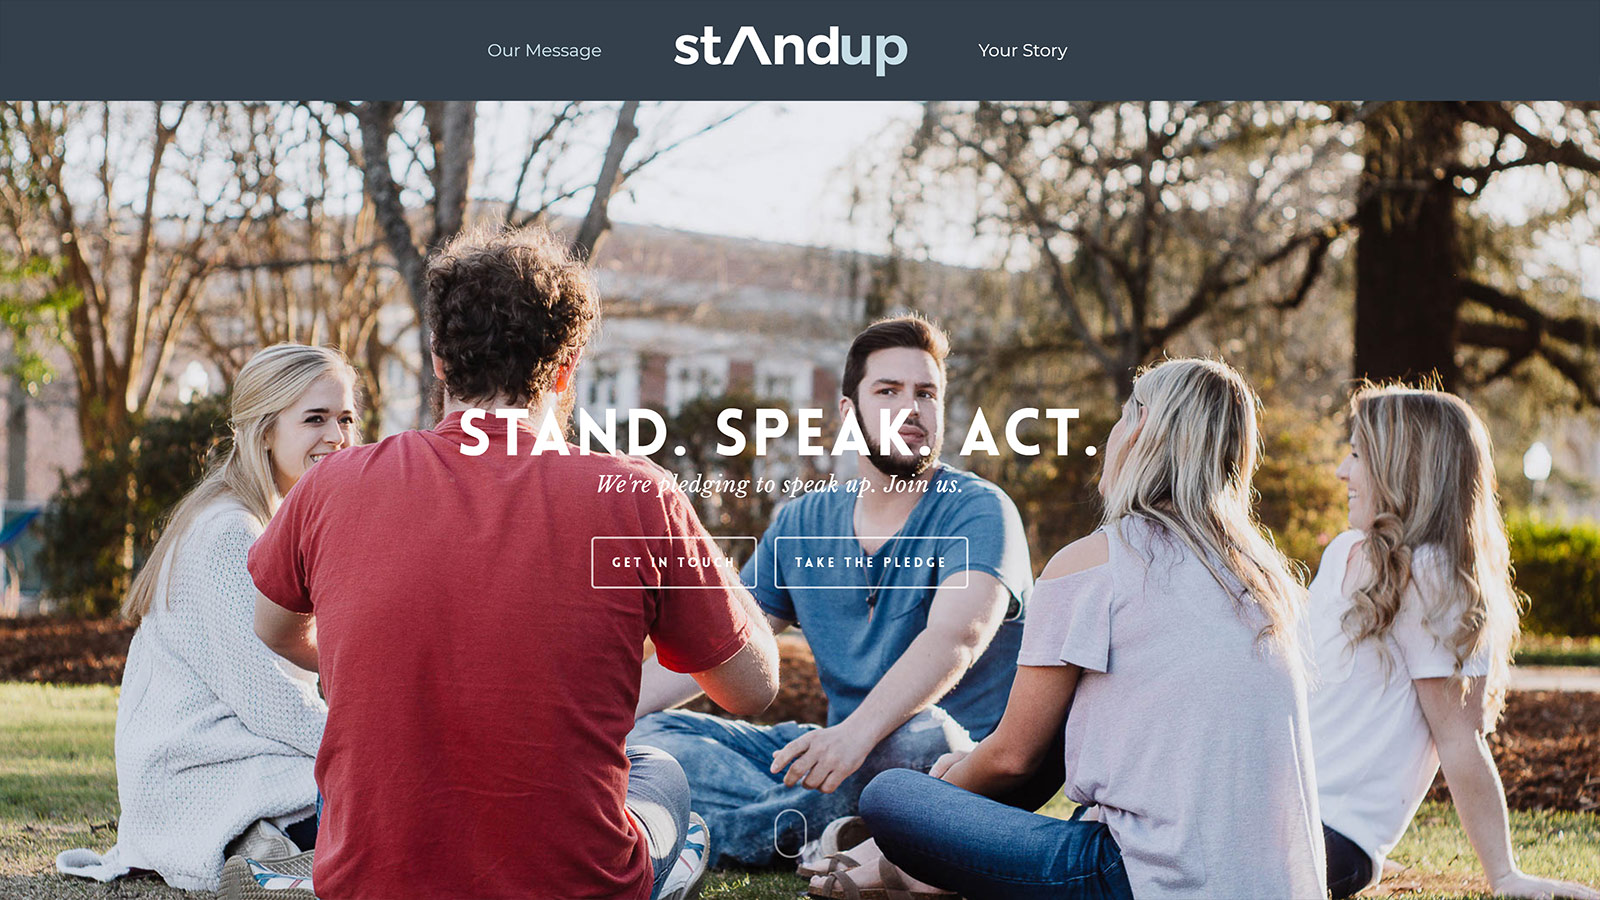 Our Message
stAndup
Your Story
STAND. SPEAK. ACT.
We're pledging to speak up. Join us.
GET IN TOUCH
TAKE THE PLEDGE